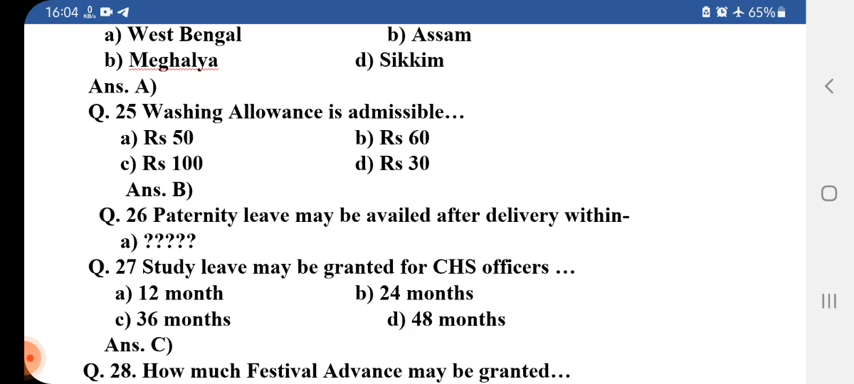 16:04 0 KB/s 65%
a) West Bengal b) Assam
b) Meghalya d) Sikkim
Ans. A)
Q. 25 Washing Allowance is admissible…
a) Rs 50 b) Rs 60
c) Rs 100 d) Rs 30
Ans. B)
Q. 26 Paternity leave may be availed after delivery within-
a) ?????
Q. 27 Study leave may be granted for CHS officers …
a) 12 month b) 24 months
c) 36 months d) 48 months
Ans. C)
Q. 28. How much Festival Advance may be granted…